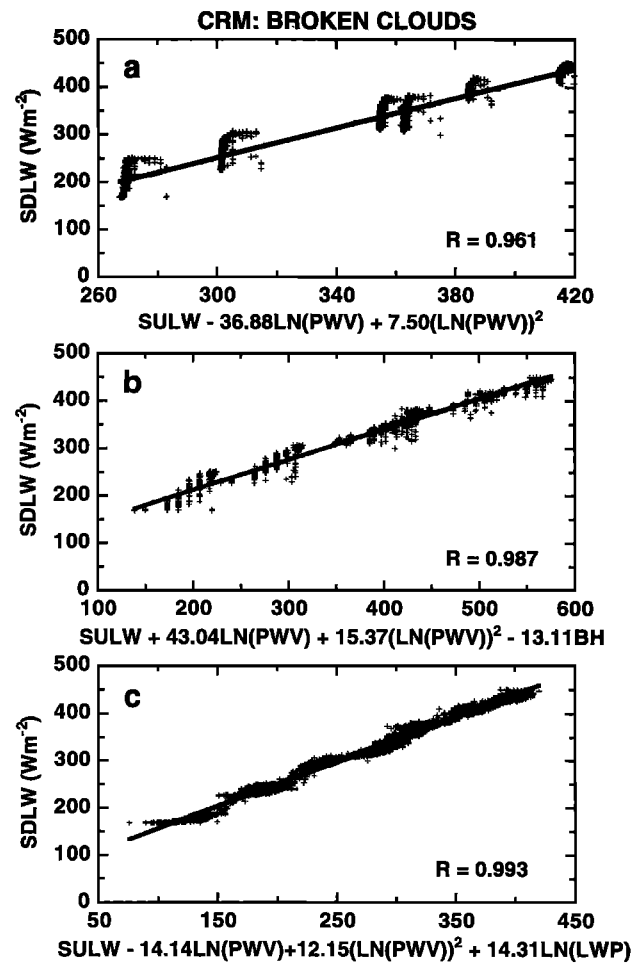 CRM: BROKEN CLOUDS
500
400
300
200
100
0
SDLW (Wm⁻²)
a
R = 0.961
260 300 340 380 420
SULW - 36.88LN(PWV) + 7.50(LN(PWV))²
500
400
300
200
100
0
SDLW (Wm⁻²)
b
R = 0.987
100 200 300 400 500 600
SULW + 43.04LN(PWV) + 15.37(LN(PWV))² - 13.11BH
500
400
300
200
100
0
SDLW (Wm⁻²)
c
R = 0.993
50 150 250 350 450
SULW - 14.14LN(PWV)+12.15(LN(PWV))² + 14.31LN(LWP)